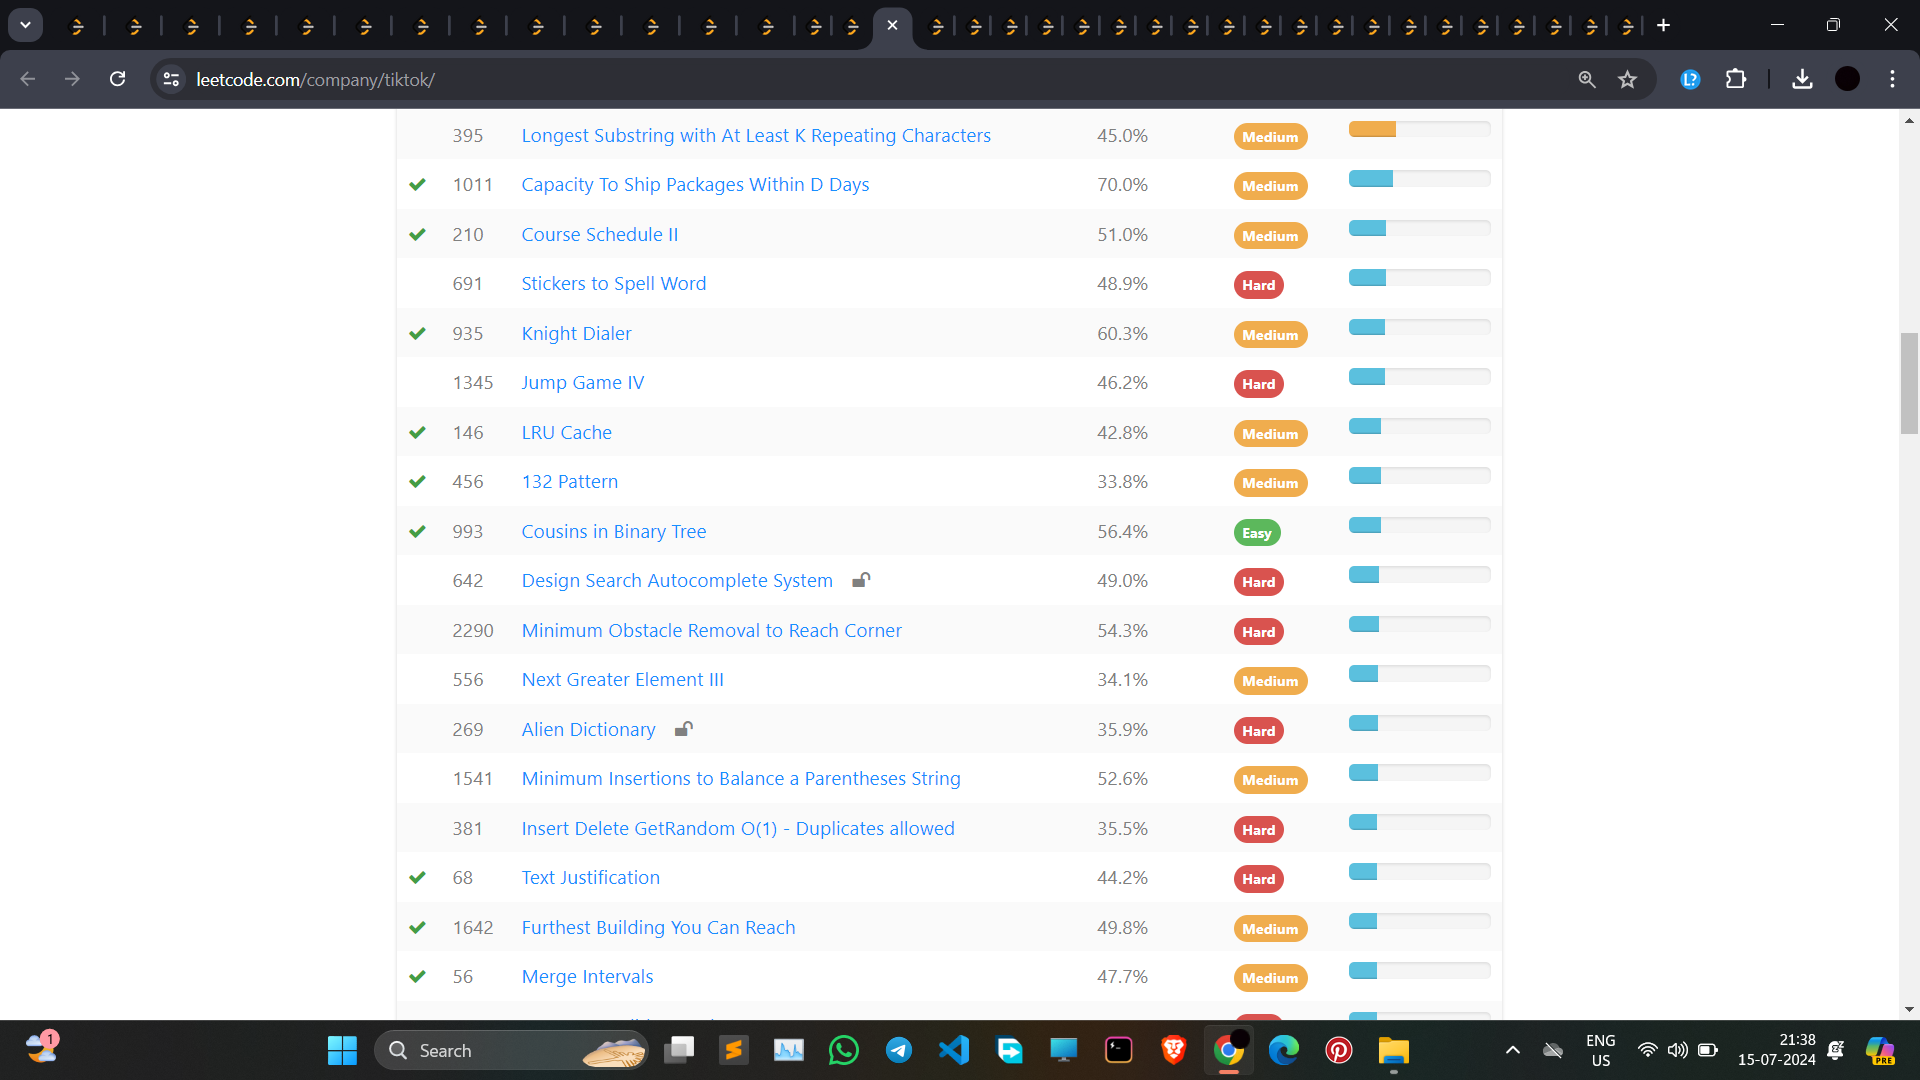 leetcode.com/company/tiktok/
395 Longest Substring with At Least K Repeating Characters 45.0% Medium
1011 Capacity To Ship Packages Within D Days 70.0% Medium
210 Course Schedule II 51.0% Medium
691 Stickers to Spell Word 48.9% Hard
935 Knight Dialer 60.3% Medium
1345 Jump Game IV 46.2% Hard
146 LRU Cache 42.8% Medium
456 132 Pattern 33.8% Medium
993 Cousins in Binary Tree 56.4% Easy
642 Design Search Autocomplete System 49.0% Hard
2290 Minimum Obstacle Removal to Reach Corner 54.3% Hard
556 Next Greater Element III 34.1% Medium
269 Alien Dictionary 35.9% Hard
1541 Minimum Insertions to Balance a Parentheses String 52.6% Medium
381 Insert Delete GetRandom O(1) - Duplicates allowed 35.5% Hard
68 Text Justification 44.2% Hard
1642 Furthest Building You Can Reach 49.8% Medium
56 Merge Intervals 47.7% Medium
1
Search
ENG
US
21:38
15-07-2024
PRE